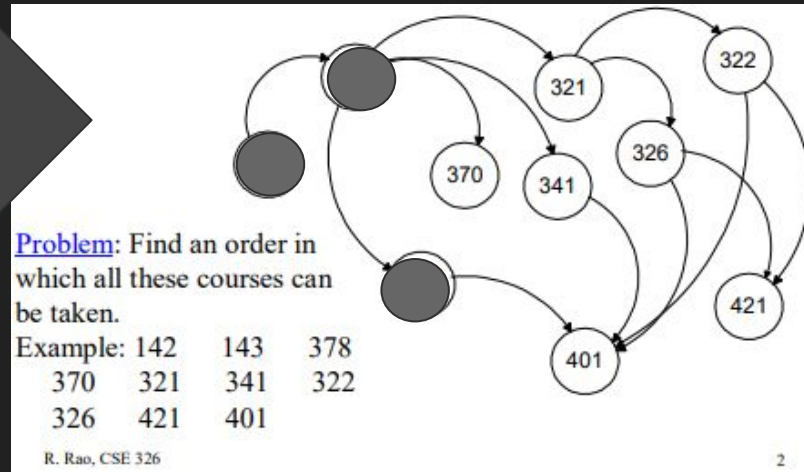 322
321
326
370
341
Problem: Find an order in
which all these courses can
be taken.
421
Example: 142 143 378
401
370 321 341 322
326 421 401
R. Rao, CSE 326
2